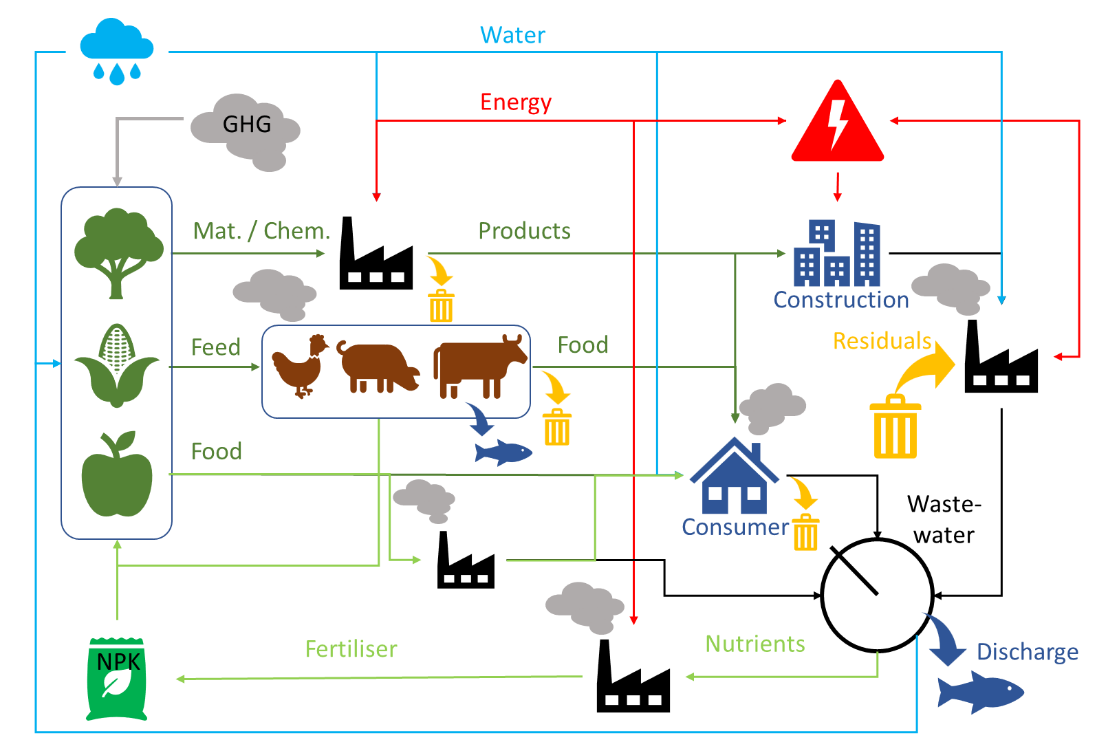 Water
Energy
GHG
Mat. / Chem.
Products
Construction
Residuals
Feed
Food
Food
Consumer
Waste-
water
NPK
Fertiliser
Nutrients
Discharge